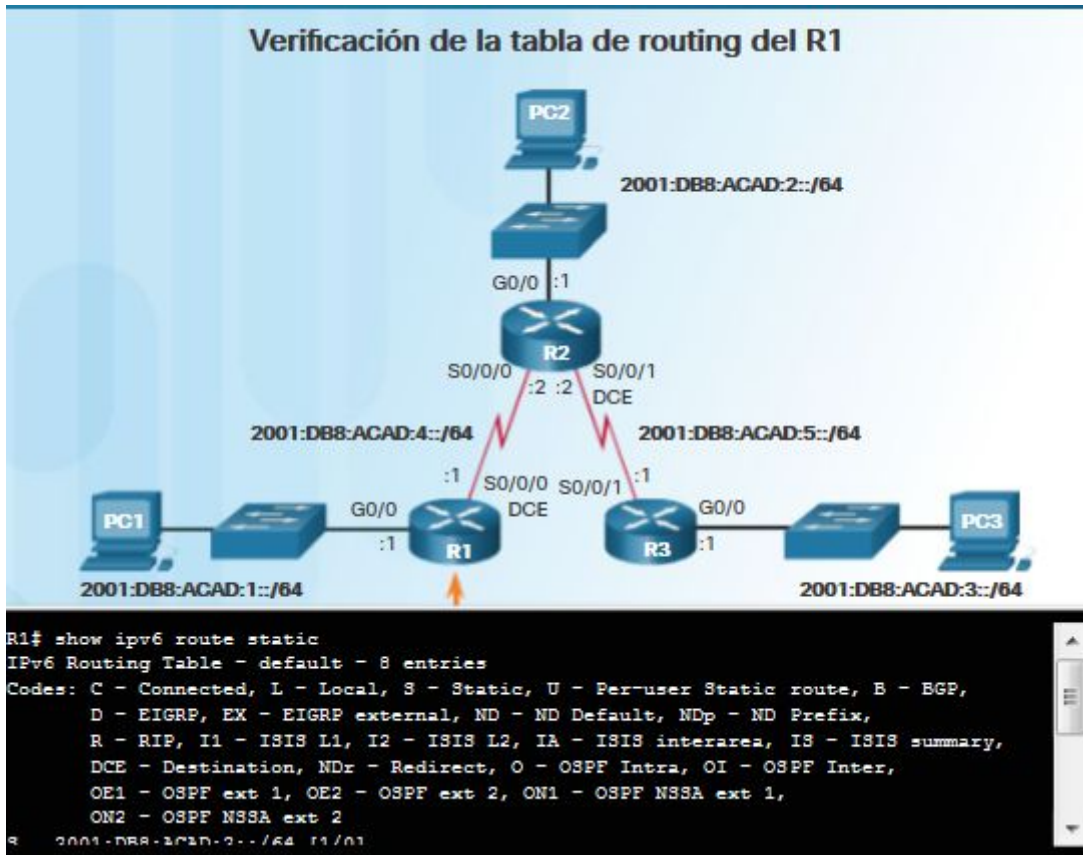 Verificación de la tabla de routing del R1
PC2
2001:DB8:ACAD:2::/64
G0/0 :1
R2
S0/0/0 :2 :2 S0/0/1
DCE
2001:DB8:ACAD:4::/64 2001:DB8:ACAD:5::/64
:1 S0/0/0 S0/0/1 :1
DCE
PC1 G0/0 :1 R1 R3 G0/0 :1 PC3
2001:DB8:ACAD:1::/64 2001:DB8:ACAD:3::/64
R1# show ipv6 route static
IPv6 Routing Table - default - 8 entries
Codes: C - Connected, L - Local, S - Static, U - Per-user Static route, B - BGP,
D - EIGRP, EX - EIGRP external, ND - ND Default, NDp - ND Prefix,
R - RIP, I1 - ISIS L1, I2 - ISIS L2, IA - ISIS interarea, IS - ISIS summary,
DCE - Destination, NDr - Redirect, O - OSPF Intra, OI - OSPF Inter,
OE1 - OSPF ext 1, OE2 - OSPF ext 2, ON1 - OSPF NSSA ext 1,
ON2 - OSPF NSSA ext 2
S 2001:DB8:ACAD:2::/64 [1/0]